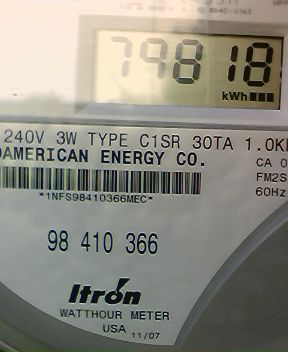 79818
kWh
240V 3W TYPE C1SR 30TA 1.0K
AMERICAN ENERGY CO.
CA 0
FM2S
60Hz
*1NFS98410366MEC*
98 410 366
Itron
WATTHOUR METER
USA 11/07